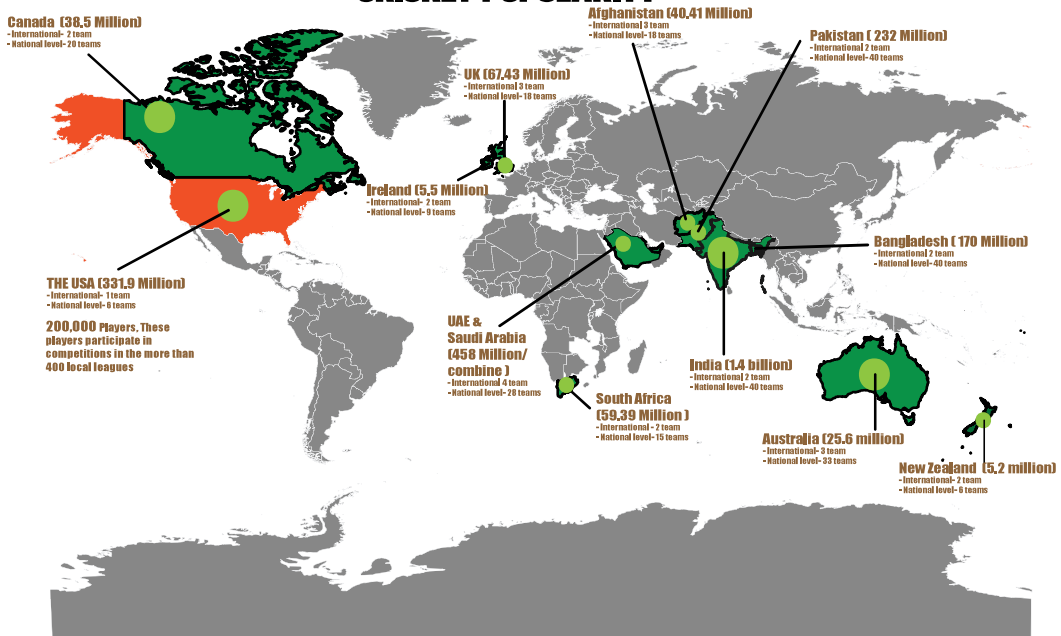 Canada (38.5 Million)
- International- 2 team
- National level- 20 teams
Afghanistan (40.41 Million)
- International 3 team
- National level- 18 teams
Pakistan ( 232 Million)
- International 2 team
- National level- 40 teams
UK (67.43 Million)
- International 3 team
- National level- 18 teams
Ireland (5.5 Million)
- International- 2 team
- National level- 9 teams
Bangladesh ( 170 Million)
- International 2 team
- National level- 40 teams
THE USA (331.9 Million)
- International- 1 team
- National level- 6 teams
200,000 Players. These
players participate in
competitions in the more than
400 local leagues
UAE &
Saudi Arabia
(458 Million/
combine )
- International 4 team
- National level- 28 teams
India (1.4 billion)
- International 2 team
- National level- 40 teams
South Africa
(59.39 Million )
- International - 2 team
- National level- 15 teams
Australia (25.6 million)
- International- 3 team
- National level- 33 teams
New Zealand (5.2 million)
- International- 2 team
- National level- 6 teams